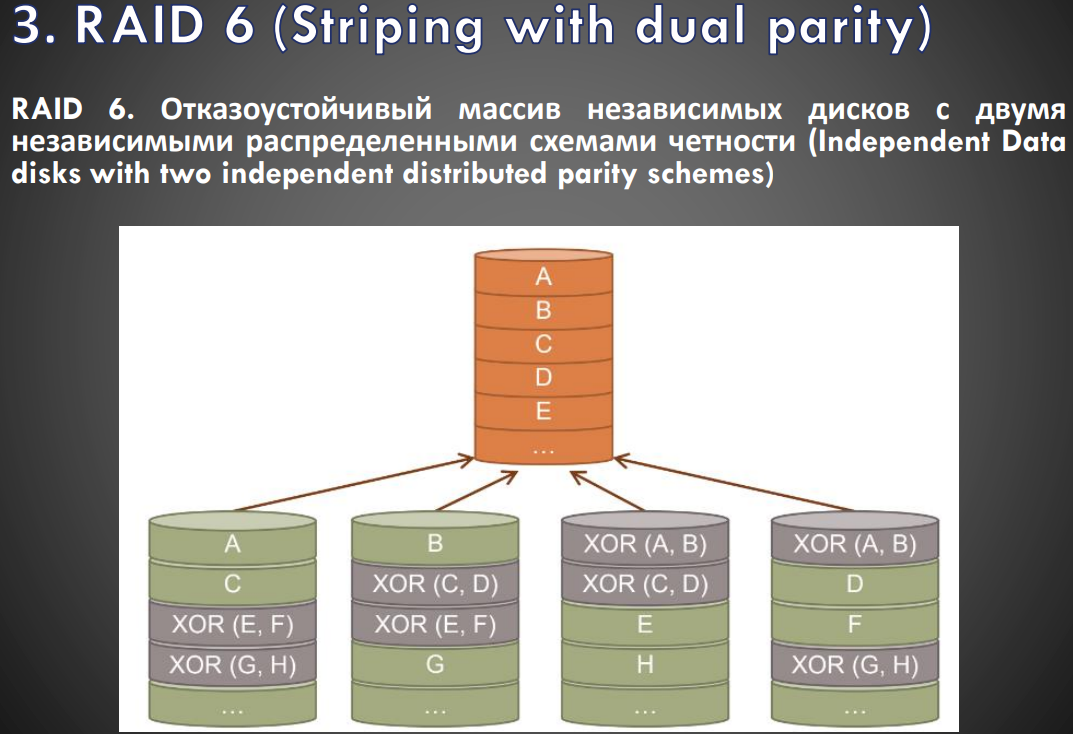 3. RAID 6 (Striping with dual parity)
RAID 6. Отказоустойчивый массив независимых дисков с двумя
независимыми распределенными схемами четности (Independent Data
disks with two independent distributed parity schemes)
A
B
C
D
E
...
A B XOR (A, B) XOR (A, B)
C XOR (C, D) XOR (C, D) D
XOR (E, F) XOR (E, F) E F
XOR (G, H) G H XOR (G, H)
... ... ... ...